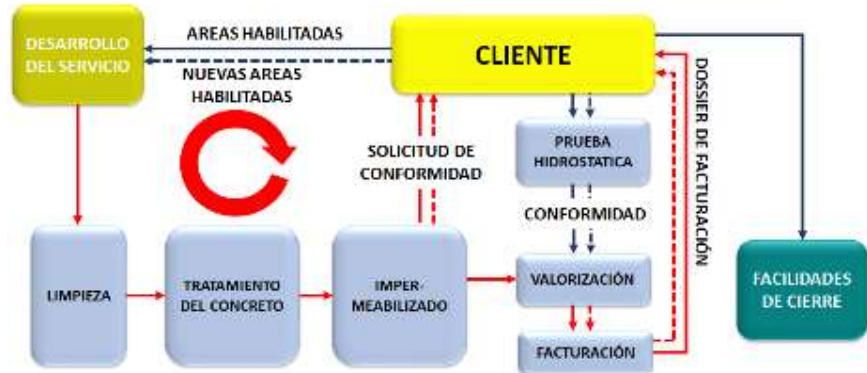 DESARROLLO
DEL SERVICIO
AREAS HABILITADAS
NUEVAS AREAS
HABILITADAS
CLIENTE
SOLICITUD DE
CONFORMIDAD
PRUEBA
HIDROSTATICA
CONFORMIDAD
DOSSIER DE FACTURACIÓN
LIMPIEZA
TRATAMIENTO
DEL CONCRETO
IMPER-
MEABILIZADO
VALORIZACIÓN
FACTURACIÓN
FACILIDADES
DE CIERRE